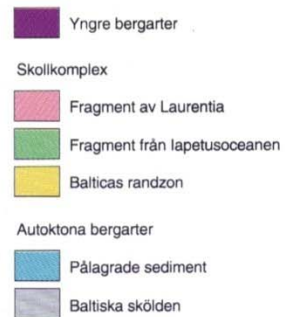 Yngre bergarter
Skollkomplex
Fragment av Laurentia
Fragment från Iapetusoceanen
Balticas randzon
Autoktona bergarter
Pålagrade sediment
Baltiska skölden